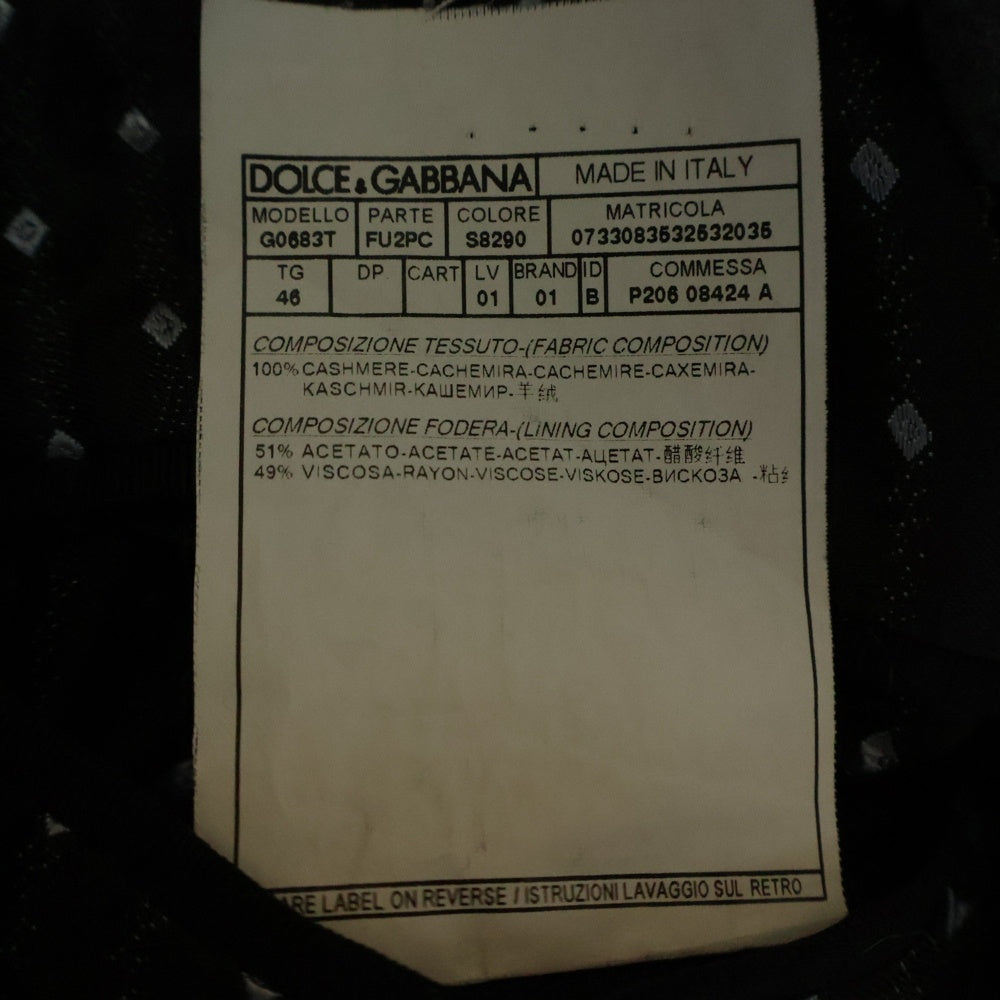 DOLCE & GABBANA MADE IN ITALY
MODELLO PARTE COLORE MATRICOLA
G0683T FU2PC S8290 0733083532532035
TG DP. CART LV BRAND ID COMMESSA
46 01 01 B P206 08424 A
COMPOSIZIONE TESSUTO-(FABRIC COMPOSITION)
100% CASHMERE-CACHEMIRA-CACHEMIRE-CAXEMIRA-
KASCHMIR-КАШЕМИР-羊绒
COMPOSIZIONE FODERA-(LINING COMPOSITION)
51% ACETATO-ACETATE-ACETAT-АЦЕТАТ-醋酸纤维
49% VISCOSA-RAYON-VISCOSE-VISKOSE-ВИСКОЗА -粘
ARE LABEL ON REVERSE / ISTRUZIONI LAVAGGIO SUL RETRO